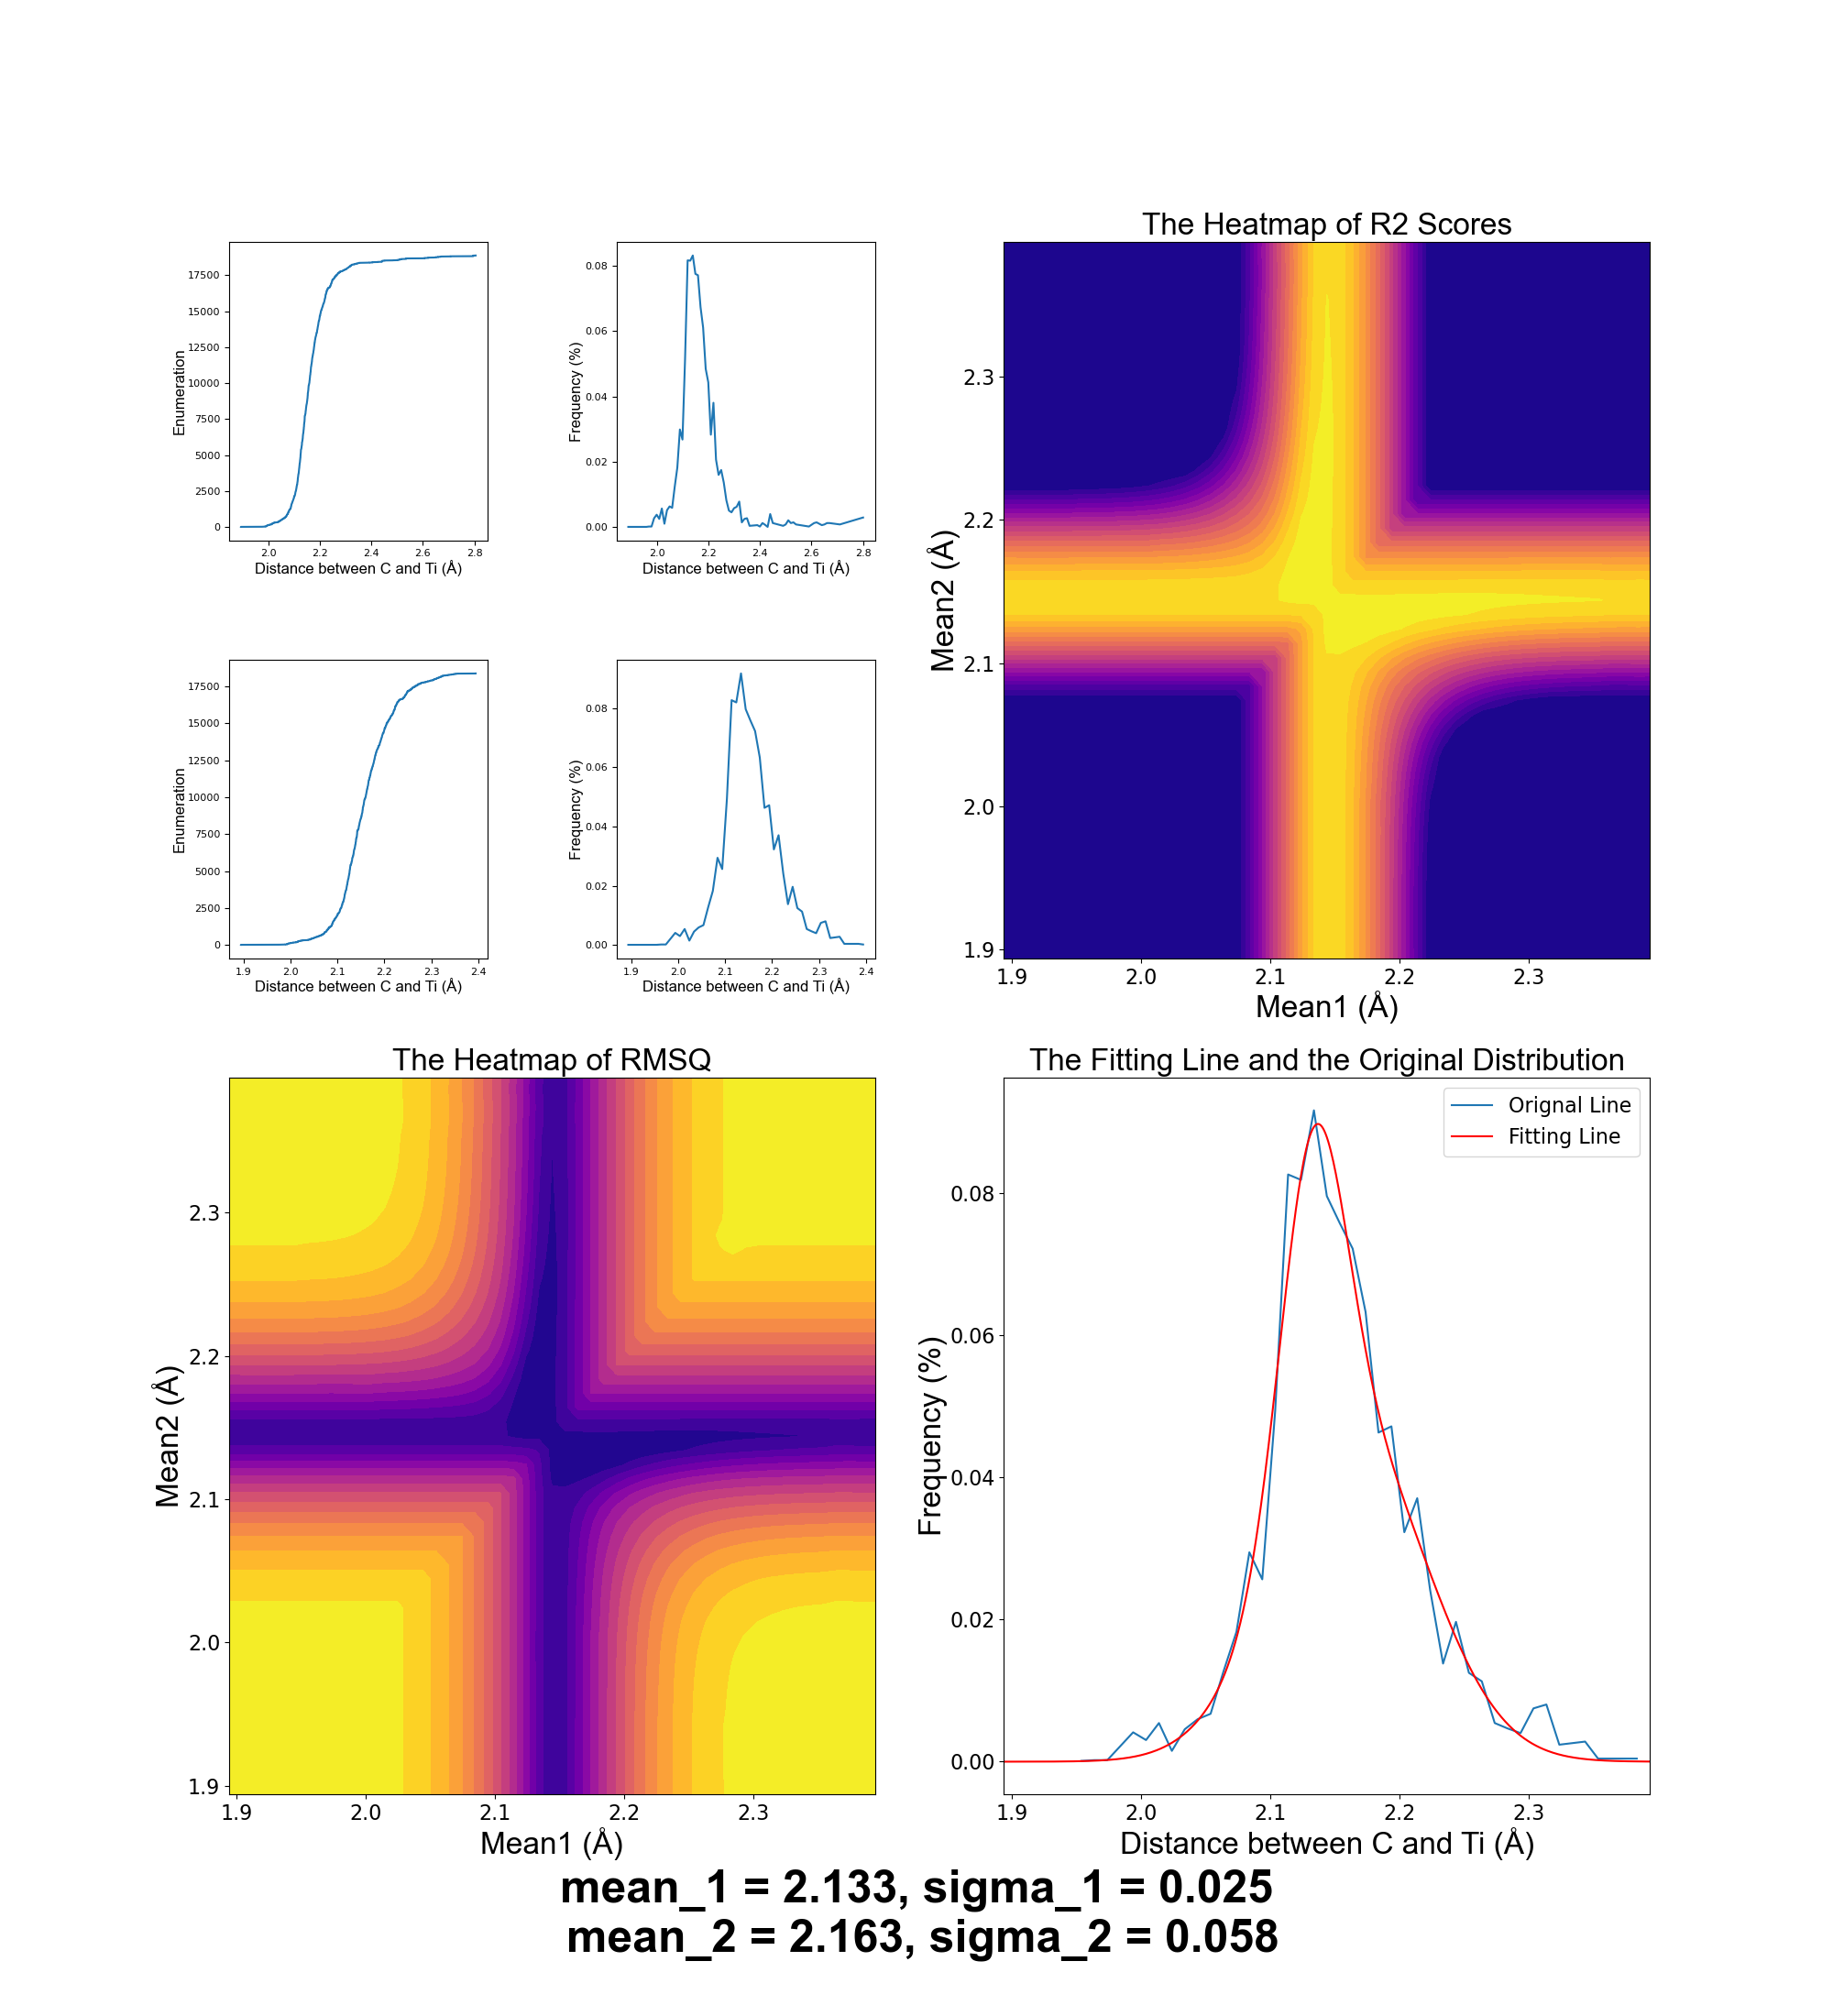 Enumeration
17500
15000
12500
10000
7500
5000
2500
0
2.0 2.2 2.4 2.6 2.8
Distance between C and Ti (Å)
Frequency (%)
0.08
0.06
0.04
0.02
0.00
2.0 2.2 2.4 2.6 2.8
Distance between C and Ti (Å)
The Heatmap of R2 Scores
Mean2 (Å)
2.3
2.2
2.1
2.0
1.9
1.9 2.0 2.1 2.2 2.3
Mean1 (Å)
Enumeration
17500
15000
12500
10000
7500
5000
2500
0
1.9 2.0 2.1 2.2 2.3 2.4
Distance between C and Ti (Å)
Frequency (%)
0.08
0.06
0.04
0.02
0.00
1.9 2.0 2.1 2.2 2.3 2.4
Distance between C and Ti (Å)
The Heatmap of RMSQ
Mean2 (Å)
2.3
2.2
2.1
2.0
1.9
1.9 2.0 2.1 2.2 2.3
Mean1 (Å)
The Fitting Line and the Original Distribution
Orignal Line
Fitting Line
Frequency (%)
0.08
0.06
0.04
0.02
0.00
1.9 2.0 2.1 2.2 2.3
Distance between C and Ti (Å)
mean_1 = 2.133, sigma_1 = 0.025
mean_2 = 2.163, sigma_2 = 0.058